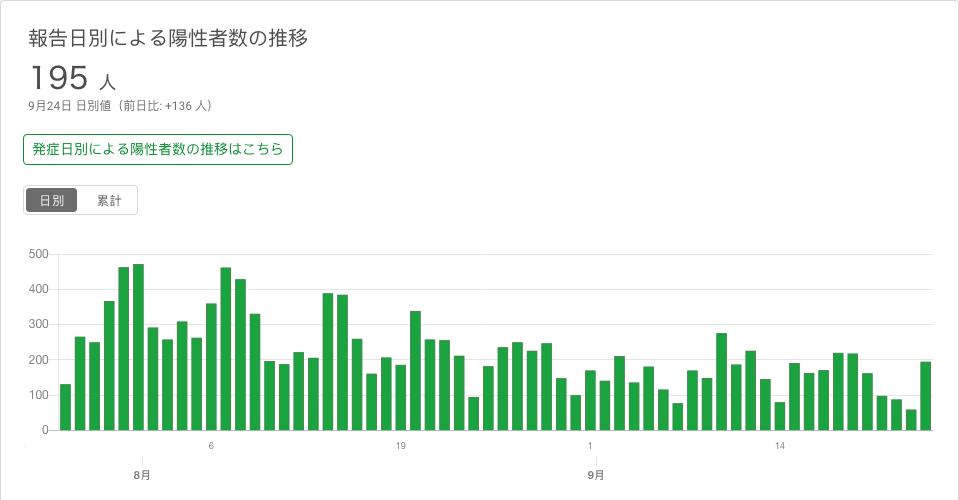 報告日別による陽性者数の推移
195 人
9月24日 日別値（前日比: +136 人）
発症日別による陽性者数の推移はこちら
日別 累計
500
400
300
200
100
0
6 19 1 14
8月 9月